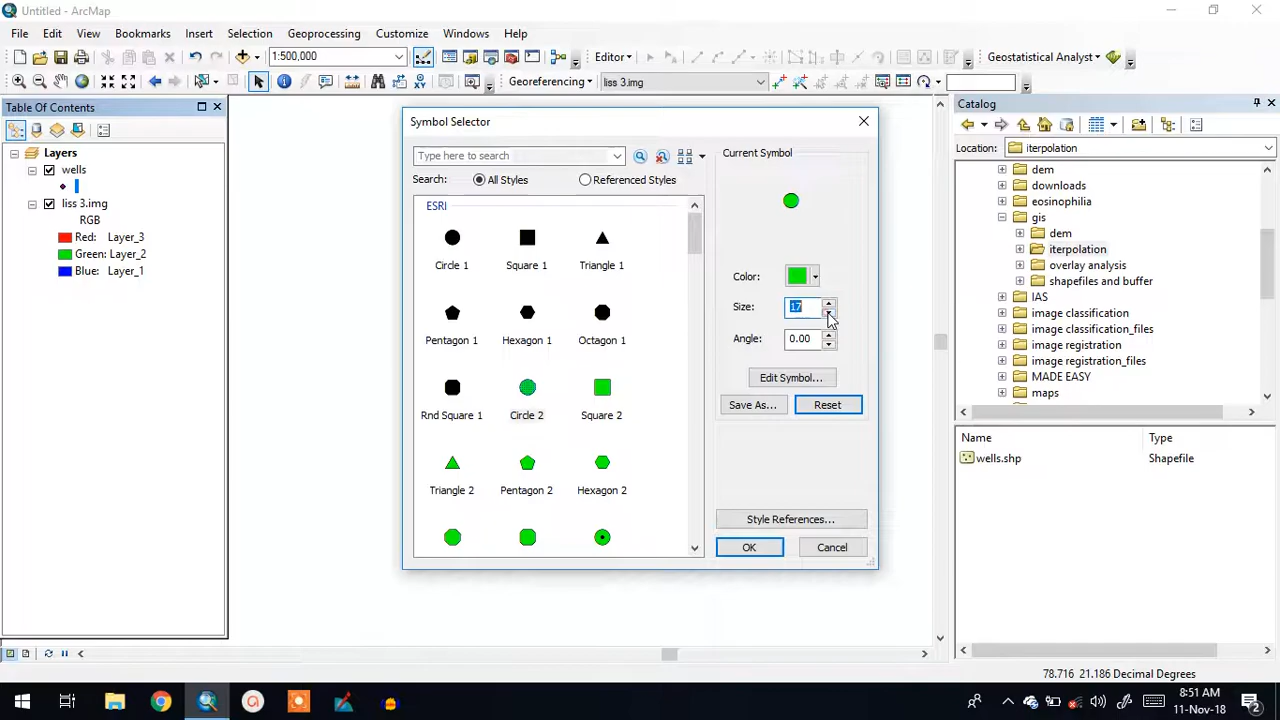 Untitled - ArcMap
File Edit View Bookmarks Insert Selection Geoprocessing Customize Windows Help
1:500,000 Editor Geostatistical Analyst
Georeferencing liss 3.img
Table Of Contents
Layers
wells
liss 3.img
RGB
Red: Layer_3
Green: Layer_2
Blue: Layer_1
Symbol Selector
Type here to search
Search: All Styles Referenced Styles
ESRI
Circle 1 Square 1 Triangle 1
Pentagon 1 Hexagon 1 Octagon 1
Rnd Square 1 Circle 2 Square 2
Triangle 2 Pentagon 2 Hexagon 2
Current Symbol
Color:
Size: 17
Angle: 0.00
Edit Symbol...
Save As... Reset
Style References...
OK Cancel
Catalog
Location: iterpolation
dem
downloads
eosinophilia
gis
dem
iterpolation
overlay analysis
shapefiles and buffer
IAS
image classification
image classification_files
image registration
image registration_files
MADE EASY
maps
Name Type
wells.shp Shapefile
78.716 21.186 Decimal Degrees
8:51 AM
11-Nov-18
2